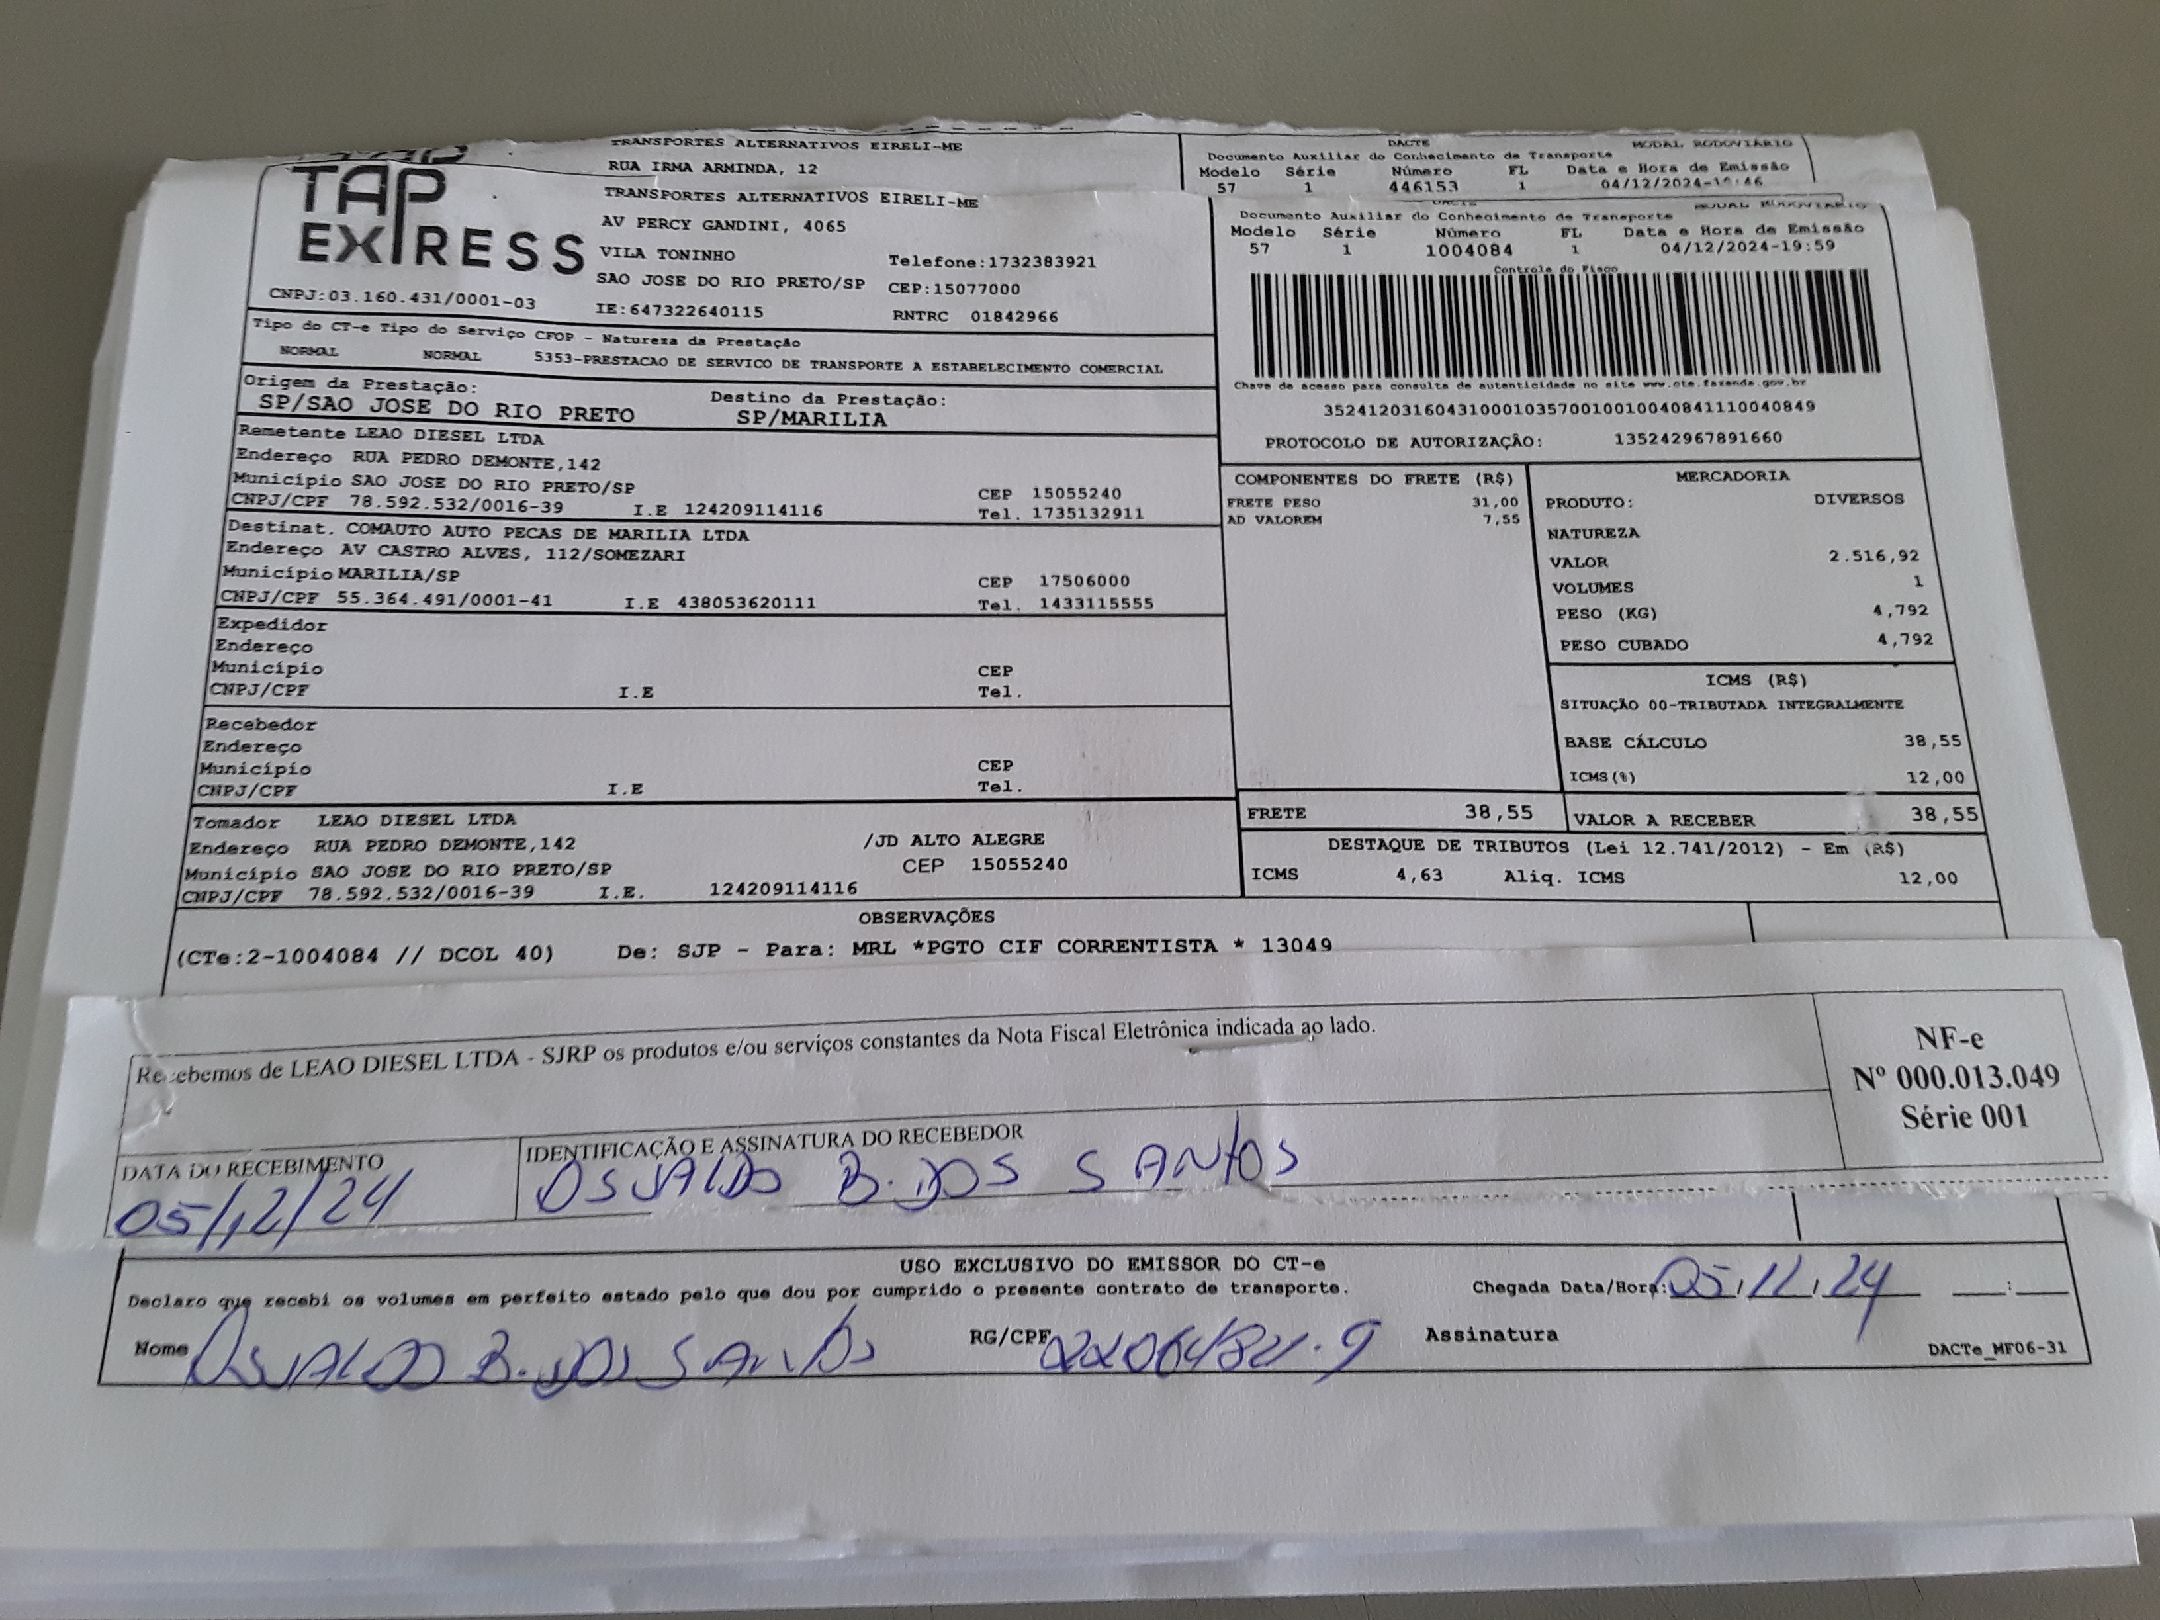 TRANSPORTES ALTERNATIVOS EIRELI-ME
RUA IRMA ARMINDA, 12
DACTE MODAL RODOVIÁRIO
Documento Auxiliar do Conhecimento de Transporte
Modelo Série Número FL Data e Hora de Emissão
57 1 446153 1 04/12/2024
TAP EXPRESS
CNPJ:03.160.431/0001-03
TRANSPORTES ALTERNATIVOS EIRELI-ME
AV PERCY GANDINI, 4065
VILA TONINHO Telefone:1732383921
SAO JOSE DO RIO PRETO/SP CEP:15077000
IE:647322640115 RNTRC 01842966
DACTE MODAL RODOVIÁRIO
Documento Auxiliar do Conhecimento de Transporte
Modelo Série Número FL Data e Hora de Emissão
57 1 1004084 1 04/12/2024-19:59
Controle do Fisco
Chave de acesso para consulta de autenticidade no site www.cte.fazenda.gov.br
35241203160431000103570010010040841110040849
PROTOCOLO DE AUTORIZAÇÃO: 135242967891660
Tipo do CT-e Tipo do Serviço CFOP - Natureza da Prestação
NORMAL NORMAL 5353-PRESTACAO DE SERVICO DE TRANSPORTE A ESTABELECIMENTO COMERCIAL
Origem da Prestação: Destino da Prestação:
SP/SAO JOSE DO RIO PRETO SP/MARILIA
Remetente LEAO DIESEL LTDA
Endereço RUA PEDRO DEMONTE,142
Município SAO JOSE DO RIO PRETO/SP CEP 15055240
CNPJ/CPF 78.592.532/0016-39 I.E 124209114116 Tel. 1735132911
Destinat. COMAUTO AUTO PECAS DE MARILIA LTDA
Endereço AV CASTRO ALVES, 112/SOMEZARI
Município MARILIA/SP CEP 17506000
CNPJ/CPF 55.364.491/0001-41 I.E 438053620111 Tel. 1433115555
Expedidor
Endereço
Município CEP
CNPJ/CPF I.E Tel.
Recebedor
Endereço
Município CEP
CNPJ/CPF I.E Tel.
Tomador LEAO DIESEL LTDA
Endereço RUA PEDRO DEMONTE,142 /JD ALTO ALEGRE
Município SAO JOSE DO RIO PRETO/SP CEP 15055240
CNPJ/CPF 78.592.532/0016-39 I.E. 124209114116
COMPONENTES DO FRETE (R$)
FRETE PESO 31,00
AD VALOREM 7,55
MERCADORIA
PRODUTO: DIVERSOS
NATUREZA
VALOR 2.516,92
VOLUMES 1
PESO (KG) 4,792
PESO CUBADO 4,792
ICMS (R$)
SITUAÇÃO 00-TRIBUTADA INTEGRALMENTE
BASE CÁLCULO 38,55
ICMS(%) 12,00
FRETE 38,55 VALOR A RECEBER 38,55
DESTAQUE DE TRIBUTOS (Lei 12.741/2012) - Em (R$)
ICMS 4,63 Aliq. ICMS 12,00
OBSERVAÇÕES
(CTe:2-1004084 // DCOL 40) De: SJP - Para: MRL *PGTO CIF CORRENTISTA * 13049
Recebemos de LEAO DIESEL LTDA - SJRP os produtos e/ou serviços constantes da Nota Fiscal Eletrônica indicada ao lado.
NF-e
Nº 000.013.049
Série 001
DATA DO RECEBIMENTO IDENTIFICAÇÃO E ASSINATURA DO RECEBEDOR
05/12/24 OSVALDO B. DOS SANTOS
USO EXCLUSIVO DO EMISSOR DO CT-e
Declaro que recebi os volumes em perfeito estado pelo que dou por cumprido o presente contrato de transporte. Chegada Data/Hora: 05,12,24 :
Nome OSVALDO B. DOS SANTOS RG/CPF Assinatura
DACTe_MF06-31